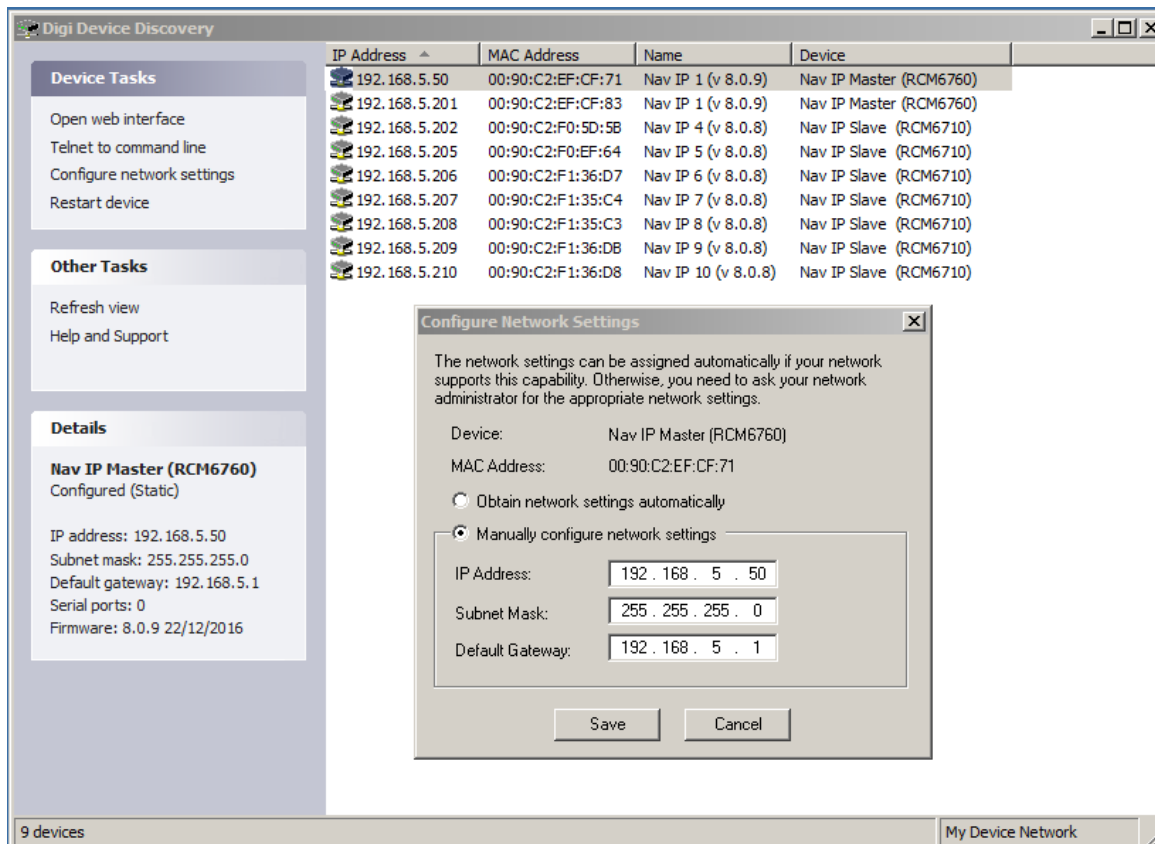 Digi Device Discovery
Device Tasks
Open web interface
Telnet to command line
Configure network settings
Restart device
Other Tasks
Refresh view
Help and Support
Details
Nav IP Master (RCM6760)
Configured (Static)
IP address: 192.168.5.50
Subnet mask: 255.255.255.0
Default gateway: 192.168.5.1
Serial ports: 0
Firmware: 8.0.9 22/12/2016
IP Address MAC Address Name Device
192.168.5.50 00:90:C2:EF:CF:71 Nav IP 1 (v 8.0.9) Nav IP Master (RCM6760)
192.168.5.201 00:90:C2:EF:CF:83 Nav IP 1 (v 8.0.9) Nav IP Master (RCM6760)
192.168.5.202 00:90:C2:F0:5D:5B Nav IP 4 (v 8.0.8) Nav IP Slave (RCM6710)
192.168.5.205 00:90:C2:F0:EF:64 Nav IP 5 (v 8.0.8) Nav IP Slave (RCM6710)
192.168.5.206 00:90:C2:F1:36:D7 Nav IP 6 (v 8.0.8) Nav IP Slave (RCM6710)
192.168.5.207 00:90:C2:F1:35:C4 Nav IP 7 (v 8.0.8) Nav IP Slave (RCM6710)
192.168.5.208 00:90:C2:F1:35:C3 Nav IP 8 (v 8.0.8) Nav IP Slave (RCM6710)
192.168.5.209 00:90:C2:F1:36:DB Nav IP 9 (v 8.0.8) Nav IP Slave (RCM6710)
192.168.5.210 00:90:C2:F1:36:D8 Nav IP 10 (v 8.0.8) Nav IP Slave (RCM6710)
Configure Network Settings
The network settings can be assigned automatically if your network
supports this capability. Otherwise, you need to ask your network
administrator for the appropriate network settings.
Device: Nav IP Master (RCM6760)
MAC Address: 00:90:C2:EF:CF:71
Obtain network settings automatically
Manually configure network settings
IP Address: 192 . 168 . 5 . 50
Subnet Mask: 255 . 255 . 255 . 0
Default Gateway: 192 . 168 . 5 . 1
Save Cancel
9 devices My Device Network